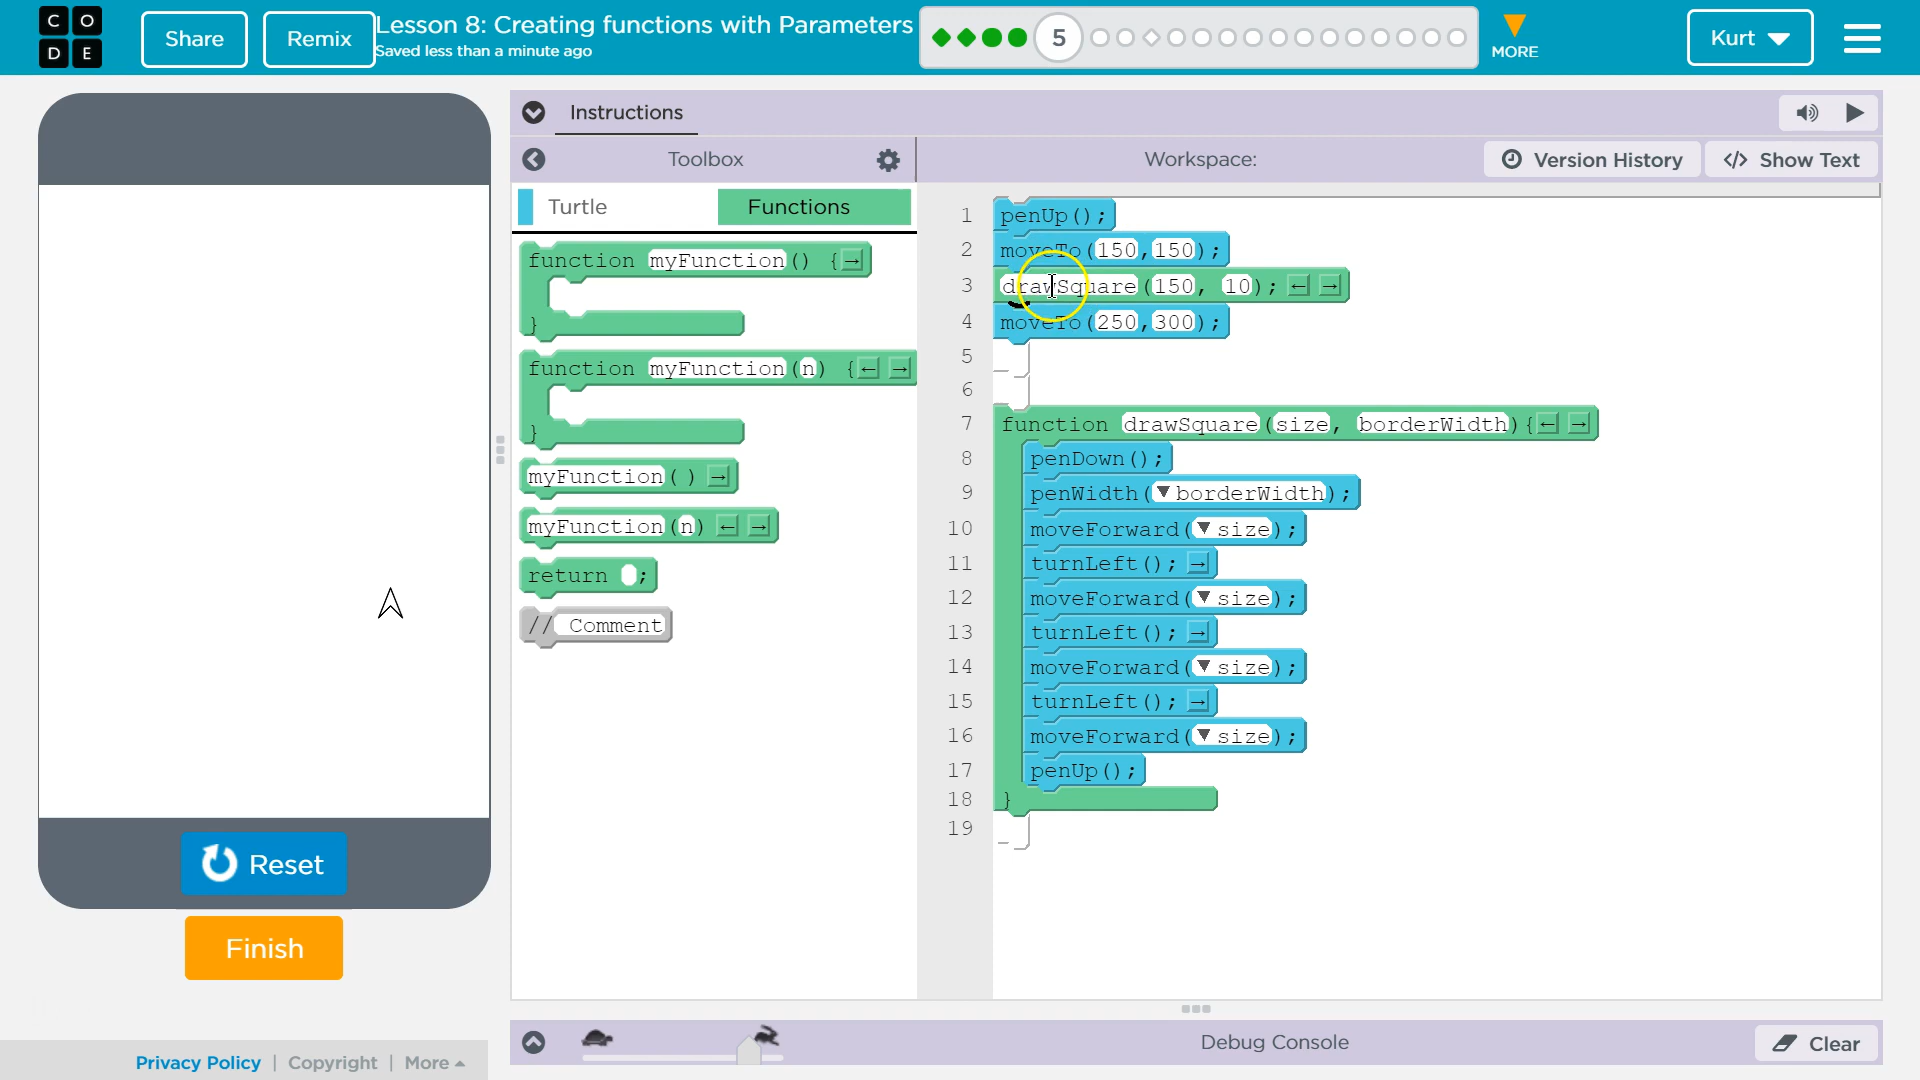 CODE
Share
Remix
Lesson 8: Creating functions with Parameters
Saved less than a minute ago
5
MORE
Kurt
Instructions
Toolbox
Workspace:
Version History
</> Show Text
Turtle
Functions
function myFunction() {→
}
function myFunction(n) {← →
}
myFunction() →
myFunction(n) ← →
return ;
// Comment
1 penUp();
2 moveTo(150,150);
3 drawSquare(150, 10); ← →
4 moveTo(250,300);
5
6
7 function drawSquare(size, borderWidth){← →
8 penDown();
9 penWidth(▼borderWidth);
10 moveForward(▼size);
11 turnLeft(); →
12 moveForward(▼size);
13 turnLeft(); →
14 moveForward(▼size);
15 turnLeft(); →
16 moveForward(▼size);
17 penUp();
18 }
19
Reset
Finish
Debug Console
Clear
Privacy Policy | Copyright | More